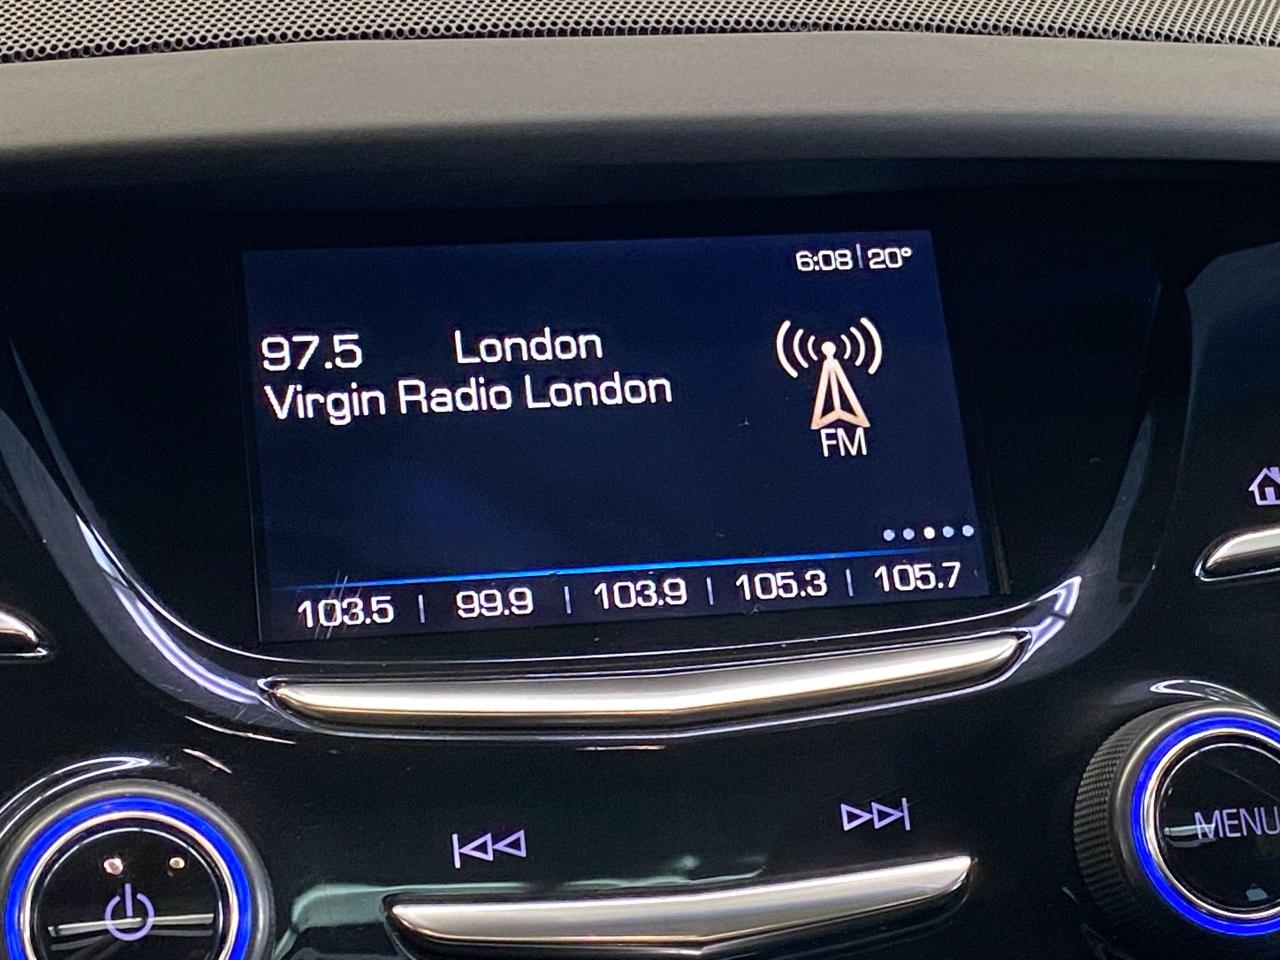 6:08 | 20°
97.5 London
Virgin Radio London
FM
103.5 | 99.9 | 103.9 | 105.3 | 105.7
MENU